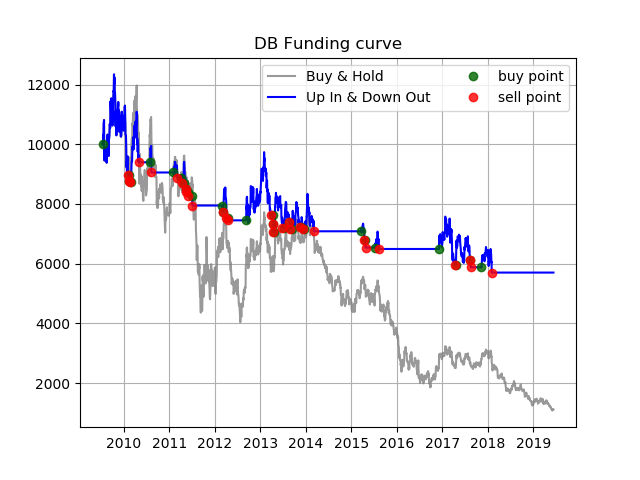 DB Funding curve
12000
10000
8000
6000
4000
2000
Buy & Hold
Up In & Down Out
buy point
sell point
2010 2011 2012 2013 2014 2015 2016 2017 2018 2019